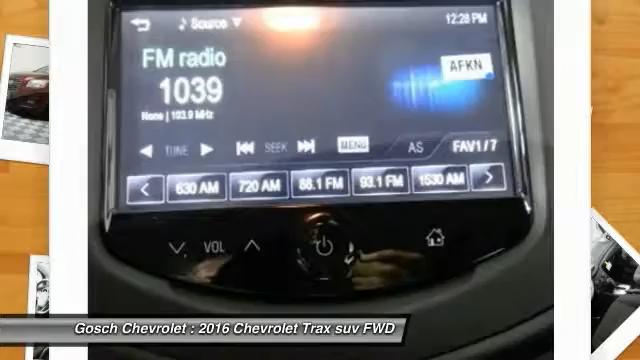 Source
12:28 PM
FM radio
AFKN
1039
None | 103.9 MHz
TUNE
SEEK
MENU
AS
FAV1/7
630 AM
720 AM
88.1 FM
93.1 FM
1530 AM
VOL
Gosch Chevrolet : 2016 Chevrolet Trax suv FWD